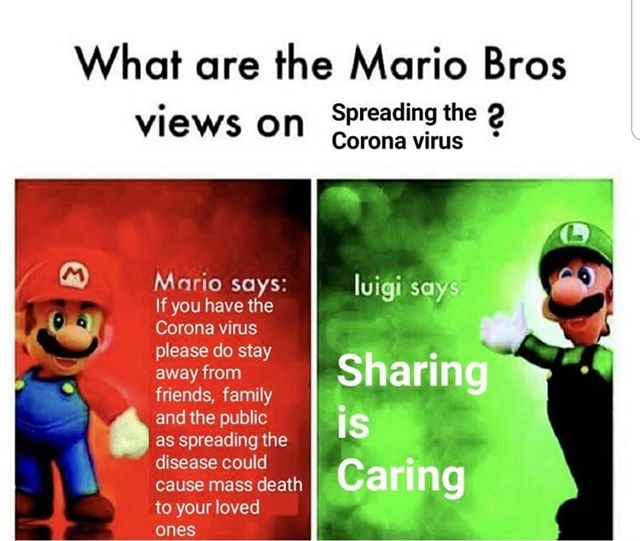 What are the Mario Bros
views on Spreading the ?
Corona virus
M
Mario says:
If you have the
Corona virus
please do stay
away from
friends, family
and the public
as spreading the
disease could
cause mass death
to your loved
ones
L
luigi says:
Sharing
is
Caring